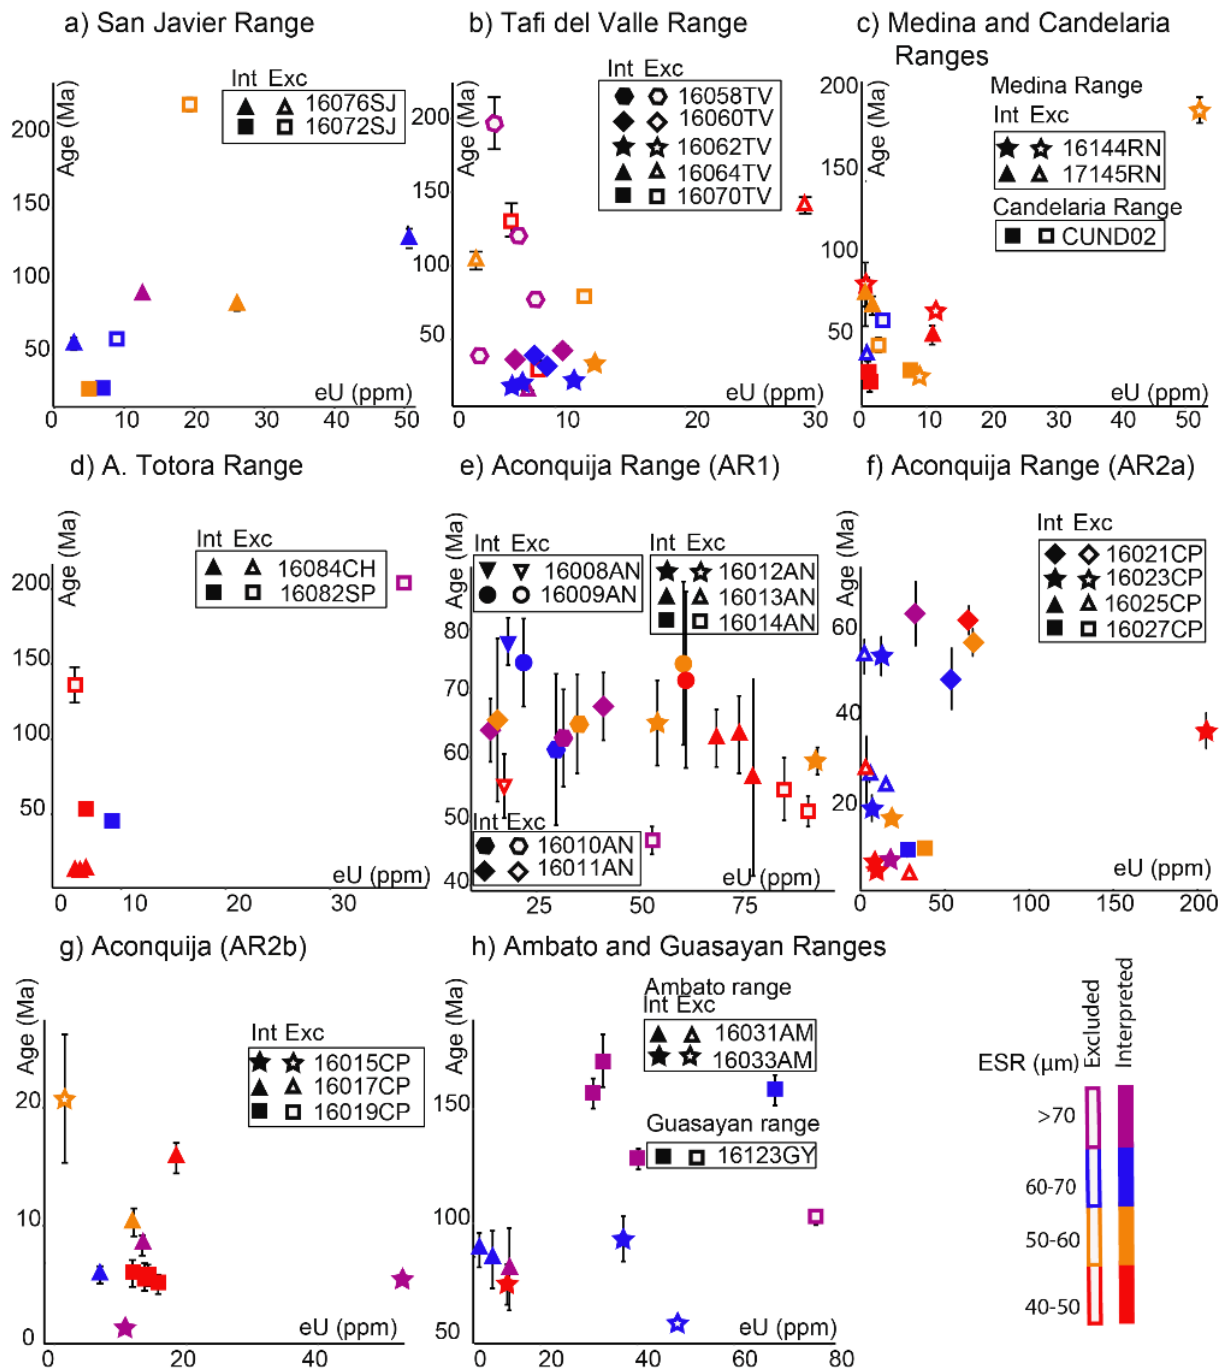 a) San Javier Range
Age (Ma)
200
150
100
50
0
10
20
30
40
50
eU (ppm)
Int Exc
16076SJ
16072SJ
b) Tafi del Valle Range
Age (Ma)
200
150
100
50
0
10
20
30
eU (ppm)
Int Exc
16058TV
16060TV
16062TV
16064TV
16070TV
c) Medina and Candelaria
Ranges
Age (Ma)
200
150
100
50
0
10
20
30
40
50
eU (ppm)
Medina Range
Int Exc
16144RN
17145RN
Candelaria Range
CUND02
d) A. Totora Range
Age (Ma)
200
150
100
50
0
10
20
30
eU (ppm)
Int Exc
16084CH
16082SP
e) Aconquija Range (AR1)
Age (Ma)
80
70
60
50
40
25
50
75
100
eU (ppm)
Int Exc
16008AN
16009AN
Int Exc
16012AN
16013AN
16014AN
Int Exc
16010AN
16011AN
f) Aconquija Range (AR2a)
Age (Ma)
60
40
20
0
50
100
150
200
eU (ppm)
Int Exc
16021CP
16023CP
16025CP
16027CP
g) Aconquija (AR2b)
Age (Ma)
20
10
0
0
20
40
eU (ppm)
Int Exc
16015CP
16017CP
16019CP
h) Ambato and Guasayan Ranges
Age (Ma)
150
100
50
0
20
40
60
80
eU (ppm)
Ambato range
Int Exc
16031AM
16033AM
Guasayan range
16123GY
ESR (µm)
Excluded
Interpreted
>70
60-70
50-60
40-50